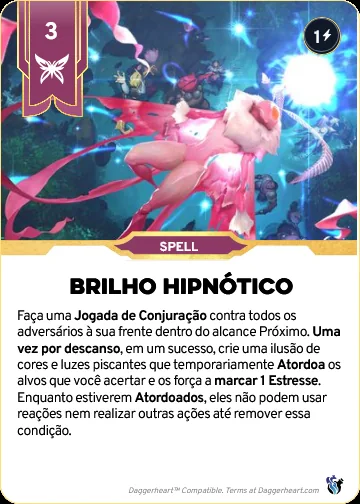 3
1
SPELL
BRILHO HIPNÓTICO
Faça uma Jogada de Conjuração contra todos os
adversários à sua frente dentro do alcance Próximo. Uma
vez por descanso, em um sucesso, crie uma ilusão de
cores e luzes piscantes que temporariamente Atordoa os
alvos que você acertar e os força a marcar 1 Estresse.
Enquanto estiverem Atordoados, eles não podem usar
reações nem realizar outras ações até remover essa
condição.
Daggerheart™ Compatible. Terms at Daggerheart.com